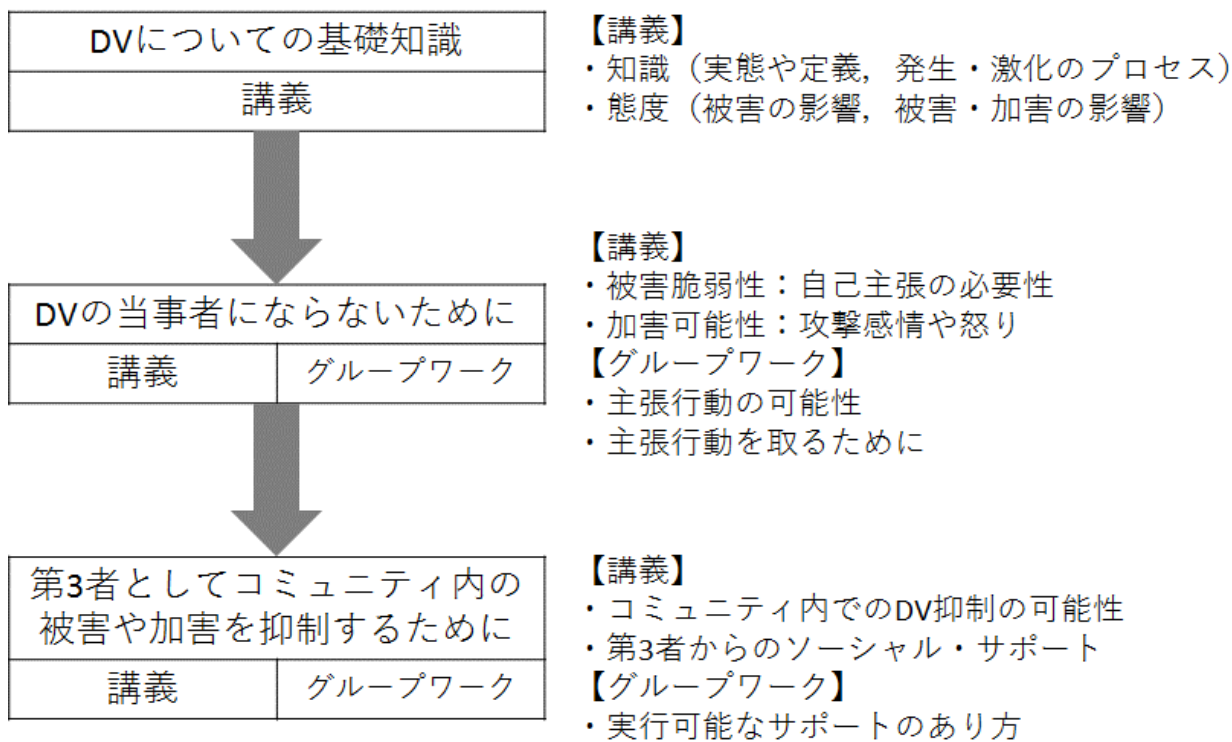 DVについての基礎知識
講義
【講義】
・知識（実態や定義，発生・激化のプロセス）
・態度（被害の影響，被害・加害の影響）
DVの当事者にならないために
講義 グループワーク
【講義】
・被害脆弱性：自己主張の必要性
・加害可能性：攻撃感情や怒り
【グループワーク】
・主張行動の可能性
・主張行動を取るために
第3者としてコミュニティ内の
被害や加害を抑制するために
講義 グループワーク
【講義】
・コミュニティ内でのDV抑制の可能性
・第3者からのソーシャル・サポート
【グループワーク】
・実行可能なサポートのあり方